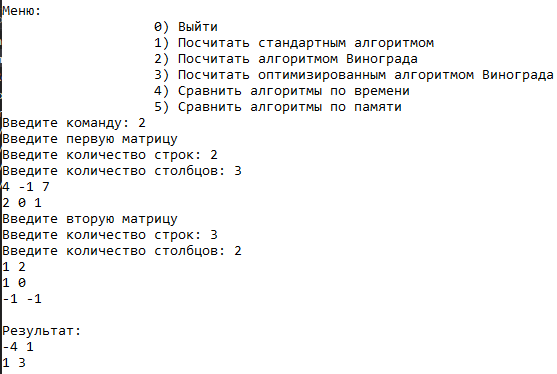 Меню:
0) Выйти
1) Посчитать стандартным алгоритмом
2) Посчитать алгоритмом Винограда
3) Посчитать оптимизированным алгоритмом Винограда
4) Сравнить алгоритмы по времени
5) Сравнить алгоритмы по памяти
Введите команду: 2
Введите первую матрицу
Введите количество строк: 2
Введите количество столбцов: 3
4 -1 7
2 0 1
Введите вторую матрицу
Введите количество строк: 3
Введите количество столбцов: 2
1 2
1 0
-1 -1
Результат:
-4 1
1 3